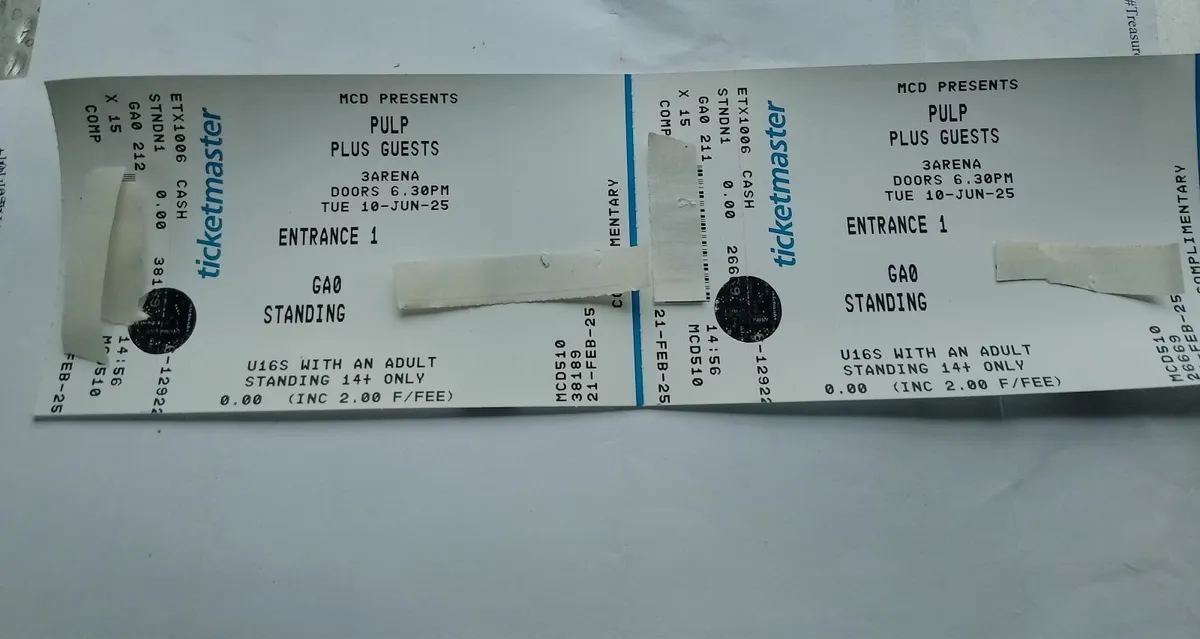 #Treasur
COMP
X 15
GA0 212
STNDN1 0.00
ETX1006 CASH
ticketmaster
MCD PRESENTS
PULP
PLUS GUESTS
3ARENA
DOORS 6.30PM
TUE 10-JUN-25
ENTRANCE 1
GA0
STANDING
U16S WITH AN ADULT
STANDING 14+ ONLY
0.00 (INC 2.00 F/FEE)
14:56
MCD510
38189
21-FEB-25
COMP
X 15
GA0 211
STNDN1 0.00
ETX1006 CASH
ticketmaster
21-FEB-25
MCD510
14:56
MCD PRESENTS
PULP
PLUS GUESTS
3ARENA
DOORS 6.30PM
TUE 10-JUN-25
ENTRANCE 1
GA0
STANDING
U16S WITH AN ADULT
STANDING 14+ ONLY
0.00 (INC 2.00 F/FEE)
MCD510
26669
21-FEB-25
COMPLIMENTARY